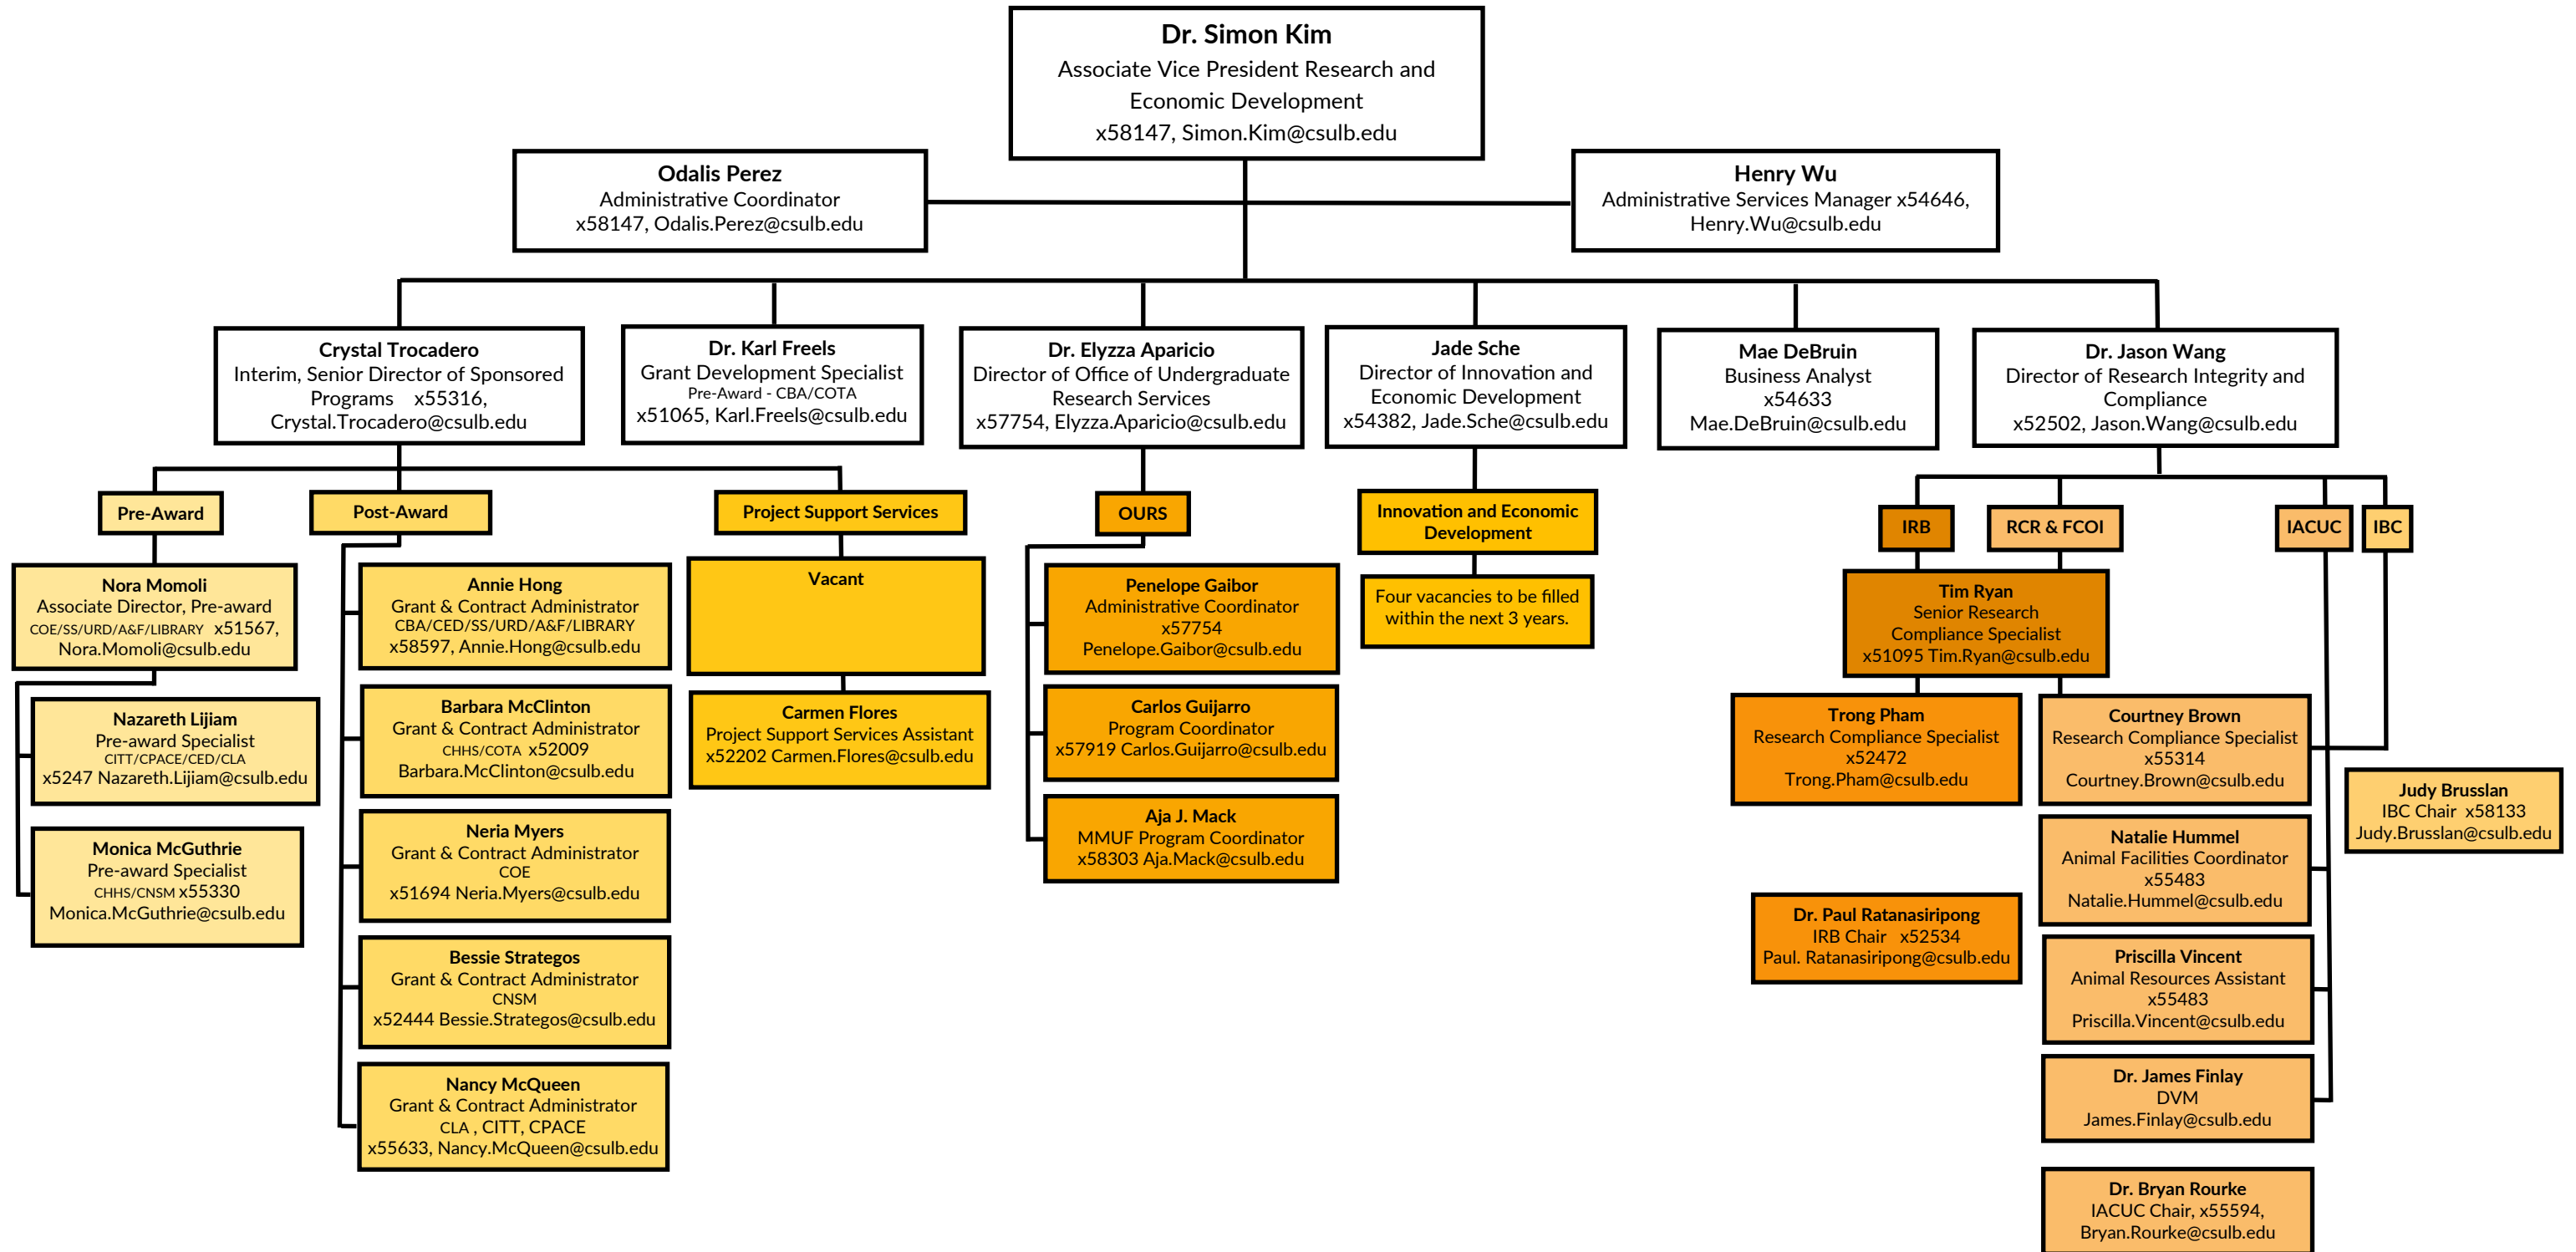 Dr. Simon Kim
Associate Vice President Research and
Economic Development
x58147, Simon.Kim@csulb.edu
Odalis Perez
Administrative Coordinator
x58147, Odalis.Perez@csulb.edu
Henry Wu
Administrative Services Manager x54646,
Henry.Wu@csulb.edu
Crystal Trocadero
Interim, Senior Director of Sponsored
Programs x55316,
Crystal.Trocadero@csulb.edu
Dr. Karl Freels
Grant Development Specialist
Pre-Award - CBA/COTA
x51065, Karl.Freels@csulb.edu
Dr. Elyzza Aparicio
Director of Office of Undergraduate
Research Services
x57754, Elyzza.Aparicio@csulb.edu
Jade Sche
Director of Innovation and
Economic Development
x54382, Jade.Sche@csulb.edu
Mae DeBruin
Business Analyst
x54633
Mae.DeBruin@csulb.edu
Dr. Jason Wang
Director of Research Integrity and
Compliance
x52502, Jason.Wang@csulb.edu
Pre-Award
Nora Momoli
Associate Director, Pre-award
COE/SS/URD/A&F/LIBRARY x51567,
Nora.Momoli@csulb.edu
Nazareth Lijiam
Pre-award Specialist
CITT/CPACE/CED/CLA
x5247 Nazareth.Lijiam@csulb.edu
Monica McGuthrie
Pre-award Specialist
CHHS/CNSM x55330
Monica.McGuthrie@csulb.edu
Post-Award
Annie Hong
Grant & Contract Administrator
CBA/CED/SS/URD/A&F/LIBRARY
x58597, Annie.Hong@csulb.edu
Barbara McClinton
Grant & Contract Administrator
CHHS/COTA x52009
Barbara.McClinton@csulb.edu
Neria Myers
Grant & Contract Administrator
COE
x51694 Neria.Myers@csulb.edu
Bessie Strategos
Grant & Contract Administrator
CNSM
x52444 Bessie.Strategos@csulb.edu
Nancy McQueen
Grant & Contract Administrator
CLA , CITT, CPACE
x55633, Nancy.McQueen@csulb.edu
Project Support Services
Vacant
Carmen Flores
Project Support Services Assistant
x52202 Carmen.Flores@csulb.edu
OURS
Penelope Gaibor
Administrative Coordinator
x57754
Penelope.Gaibor@csulb.edu
Carlos Guijarro
Program Coordinator
x57919 Carlos.Guijarro@csulb.edu
Aja J. Mack
MMUF Program Coordinator
x58303 Aja.Mack@csulb.edu
Innovation and Economic
Development
Four vacancies to be filled
within the next 3 years.
IRB
RCR & FCOI
IACUC
IBC
Tim Ryan
Senior Research
Compliance Specialist
x51095 Tim.Ryan@csulb.edu
Trong Pham
Research Compliance Specialist
x52472
Trong.Pham@csulb.edu
Dr. Paul Ratanasiripong
IRB Chair x52534
Paul. Ratanasiripong@csulb.edu
Courtney Brown
Research Compliance Specialist
x55314
Courtney.Brown@csulb.edu
Natalie Hummel
Animal Facilities Coordinator
x55483
Natalie.Hummel@csulb.edu
Priscilla Vincent
Animal Resources Assistant
x55483
Priscilla.Vincent@csulb.edu
Dr. James Finlay
DVM
James.Finlay@csulb.edu
Dr. Bryan Rourke
IACUC Chair, x55594,
Bryan.Rourke@csulb.edu
Judy Brusslan
IBC Chair x58133
Judy.Brusslan@csulb.edu